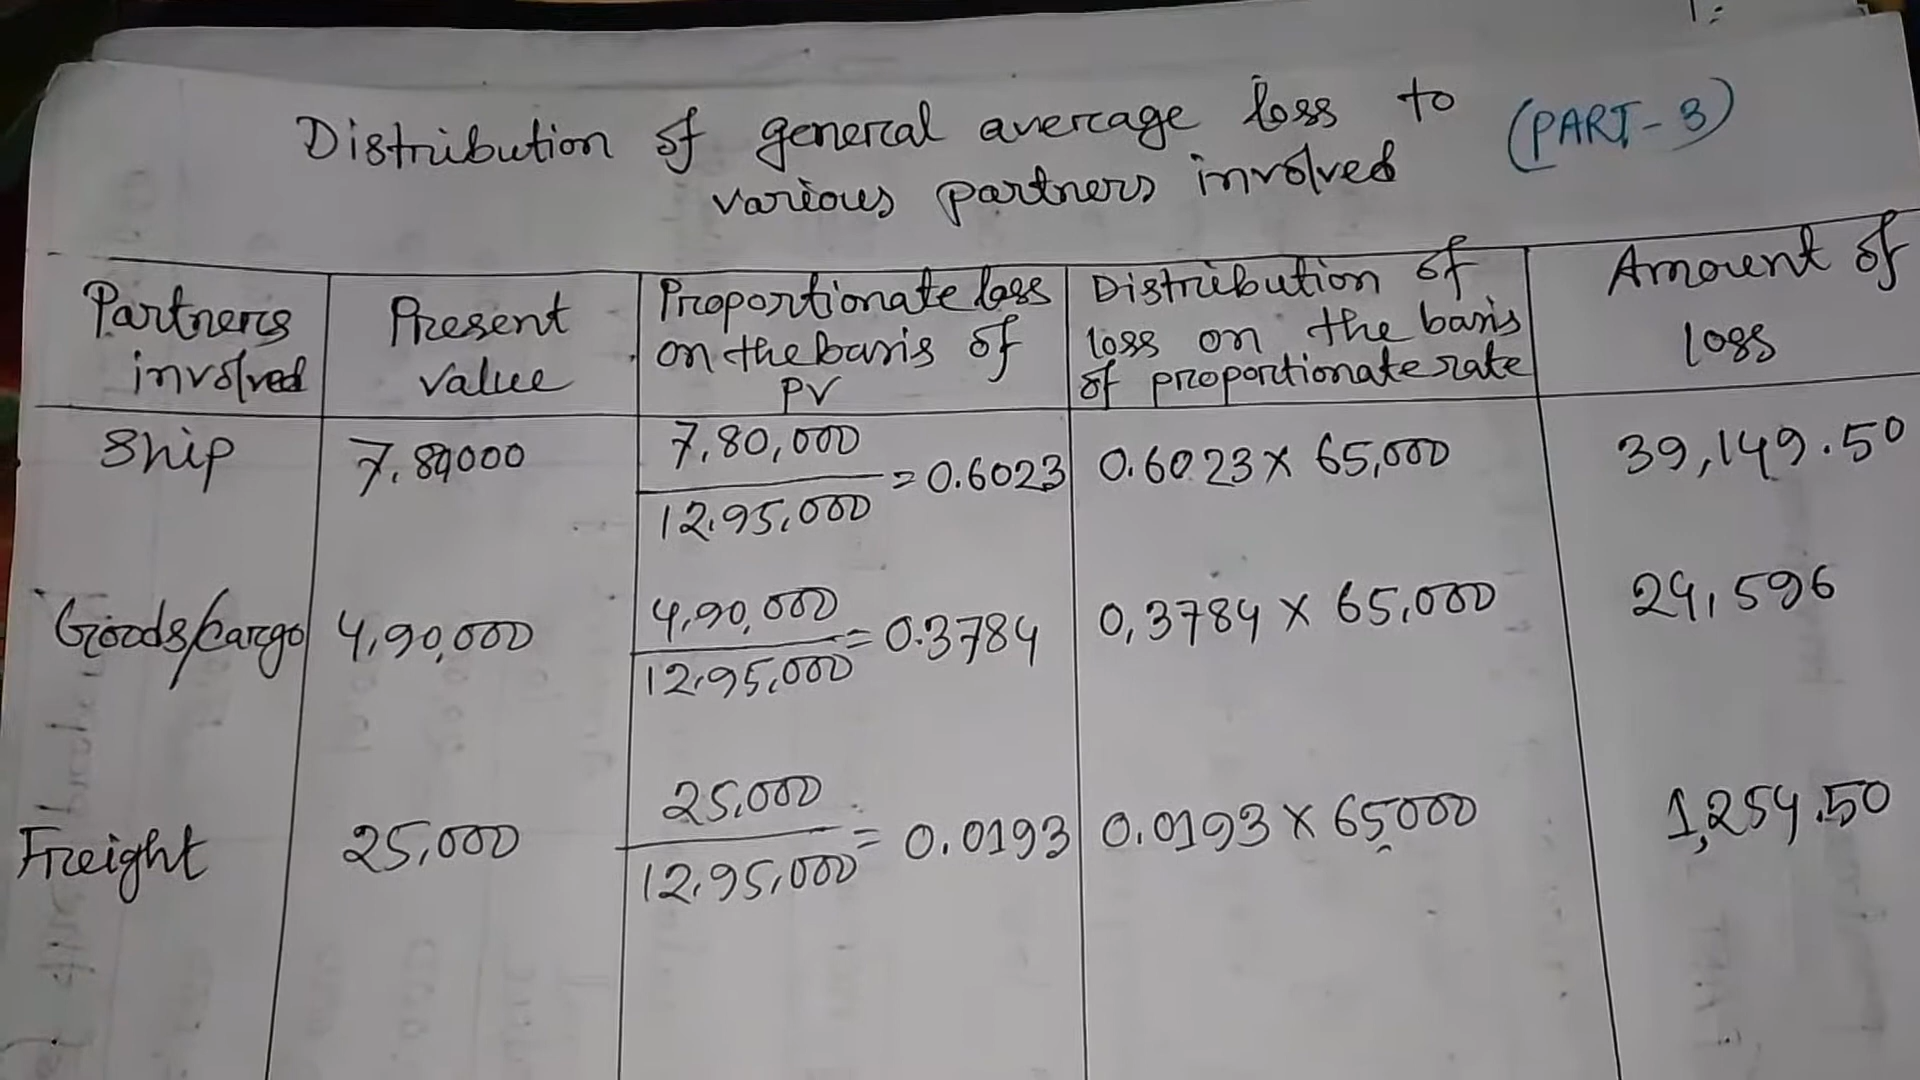 Distribution of general average loss to
various partners involved
(PART-3)
Partners involved | Present value | Proportionate loss on the basis of PV | Distribution of loss on the basis of proportionate rate | Amount of loss
Ship | 7,80,000 | 7,80,000 / 12,95,000 = 0.6023 | 0.6023 × 65,000 | 39,149.50
Goods/cargo | 4,90,000 | 4,90,000 / 12,95,000 = 0.3784 | 0,3784 × 65,000 | 24,596
Freight | 25,000 | 25,000 / 12,95,000 = 0.0193 | 0.0193 × 65000 | 1,254.50